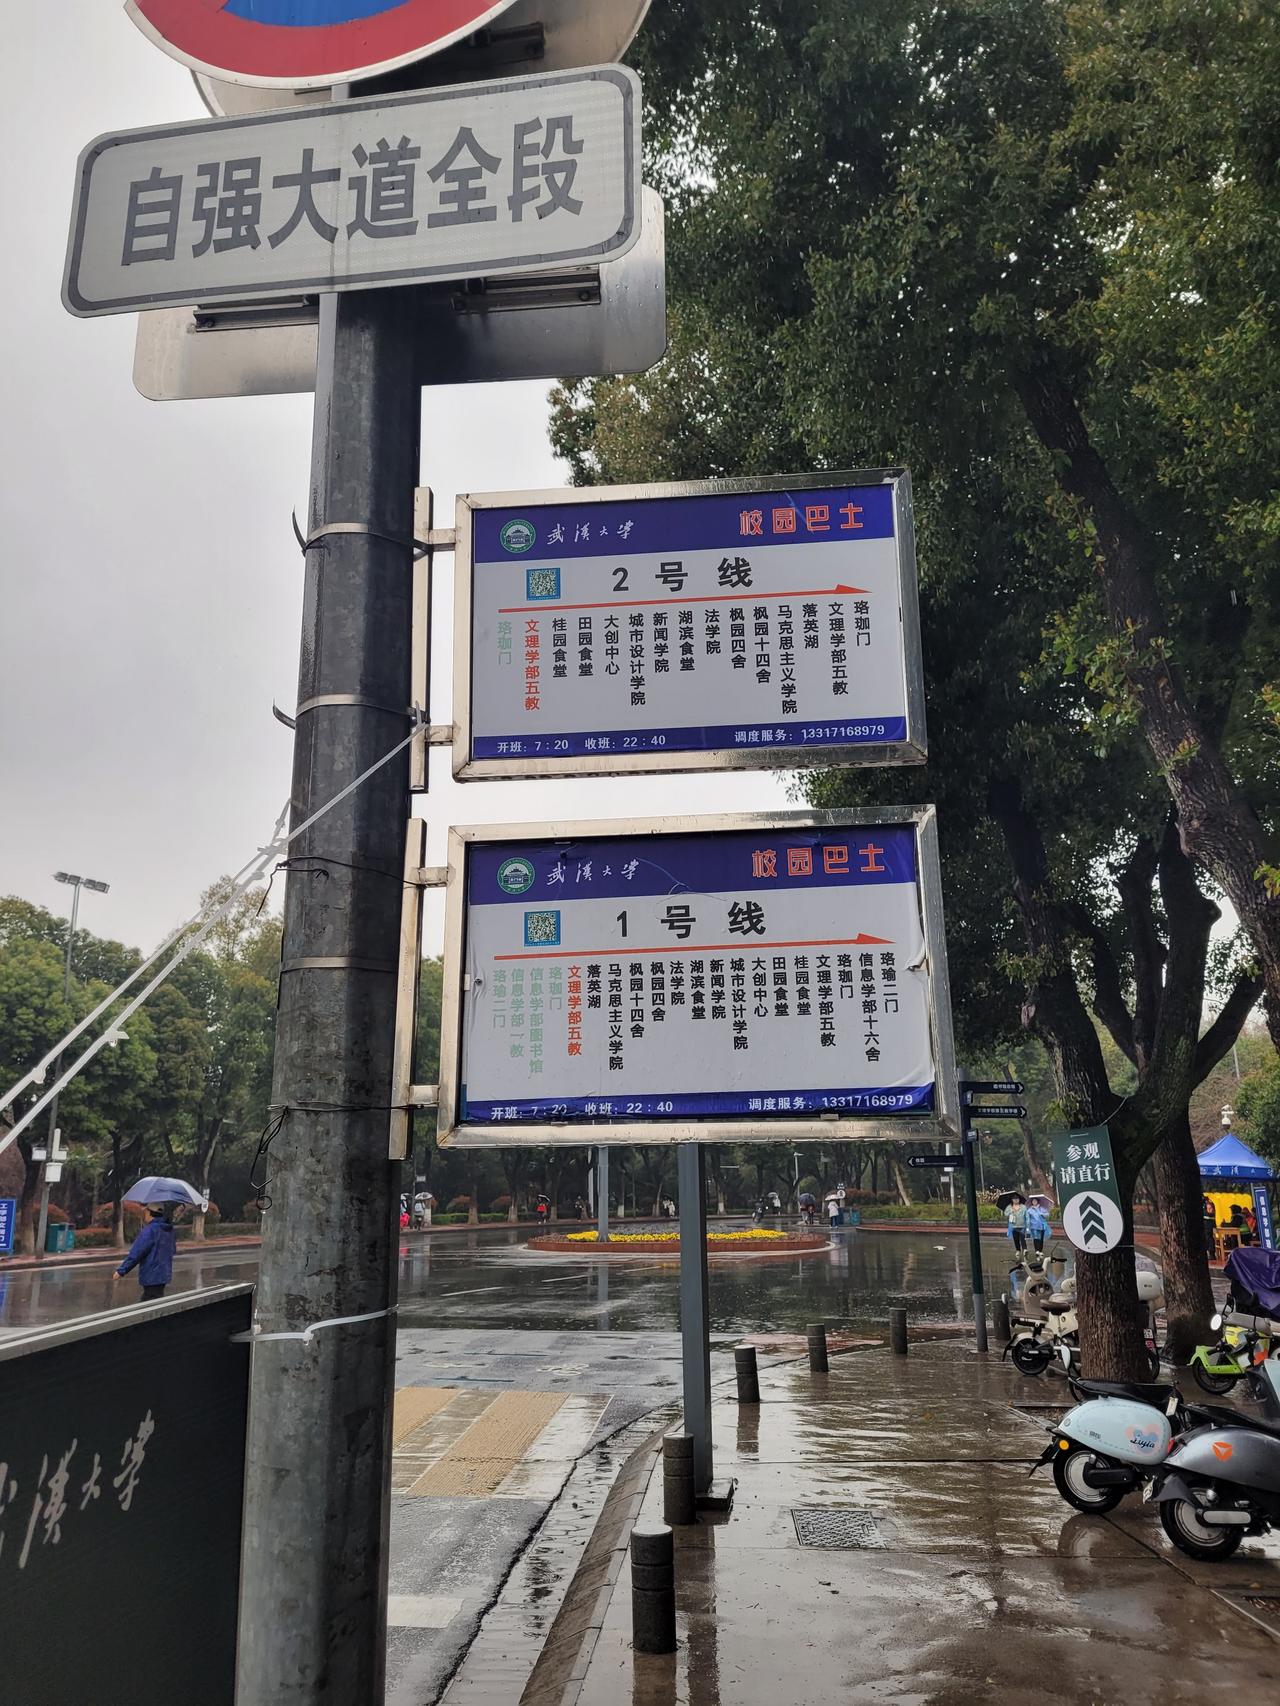 自强大道全段
武漢大学
校园巴士
2号线
珞珈门
文理学部五教
桂园食堂
田园食堂
大创中心
城市设计学院
新闻学院
湖滨食堂
法学院
枫园四舍
枫园十四舍
马克思主义学院
落英湖
文理学部五教
珞珈门
开班：7：20 收班：22：40 调度服务：13317168979
武漢大学
校园巴士
1号线
珞瑜二门
信息学部一教
信息学部图书馆
珞珈门
文理学部五教
落英湖
马克思主义学院
枫园十四舍
枫园四舍
法学院
湖滨食堂
新闻学院
城市设计学院
大创中心
田园食堂
桂园食堂
文理学部五教
珞珈门
信息学部十六舍
珞瑜二门
开班：7：20 收班：22：40 调度服务：13317168979
参观
请直行
武漢大学
漢大学